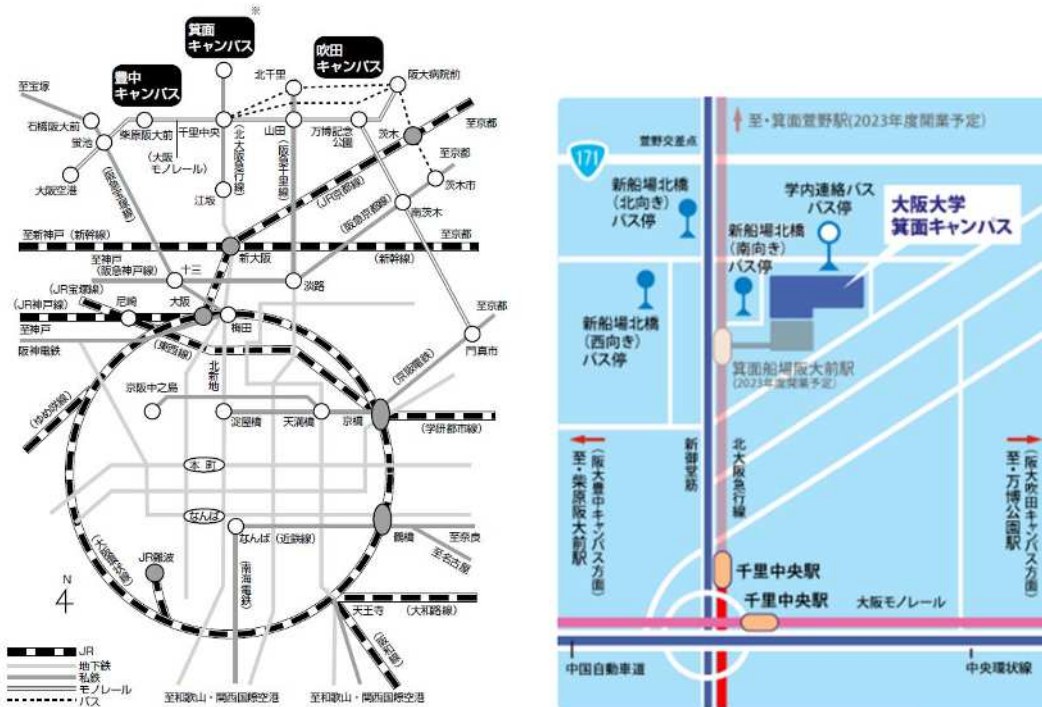 ※
箕面
キャンパス
吹田
キャンパス
豊中
キャンパス
北千里
阪大病院前
至宝塚
石橋阪大前
柴原阪大前
千里中央
山田
万博記念
公園
茨木
至京都
蛍池
(大阪
モノレール)
(北大阪急行線)
(阪急千里線)
至京都
大阪空港
(阪急宝塚線)
江坂
(JR京都線)
茨木市
(阪急京都線)
南茨木
至新神戸(新幹線)
新大阪
至京都
(新幹線)
至神戸
(阪急神戸線)
十三
淡路
(JR宝塚線)
尼崎
大阪
(JR神戸線)
梅田
至京都
至神戸
阪神電鉄
(東西線)
北新地
(京阪電鉄)
門真市
京阪中之島
(ゆめ咲線)
淀屋橋
天満橋
京橋
(学研都市線)
本町
なんば
なんば(近鉄線)
鶴橋
至奈良
至名古屋
(大阪環状線)
JR難波
(南海電鉄)
N
4
天王寺
(大和路線)
(阪和線)
JR
地下鉄
私鉄
モノレール
バス
至和歌山・関西国際空港
至和歌山・関西国際空港
至・箕面萱野駅(2023年度開業予定)
萱野交差点
171
新船場北橋
(北向き)
バス停
学内連絡バス
バス停
大阪大学
箕面キャンパス
新船場北橋
(南向き)
バス停
新船場北橋
(西向き)
バス停
箕面船場阪大前駅
(2023年度開業予定)
(阪大豊中キャンパス方面)
至・柴原阪大前駅
新御堂筋
北大阪急行線
(阪大吹田キャンパス方面)
至・万博公園駅
千里中央駅
千里中央駅
大阪モノレール
中国自動車道
中央環状線